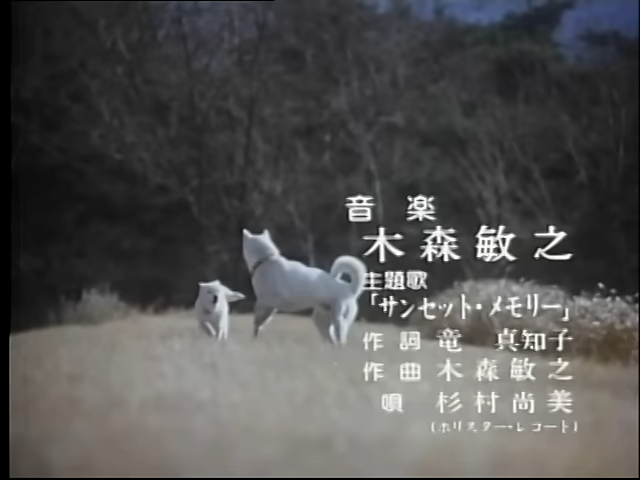 音楽
木森敏之
主題歌
「サンセット・メモリー」
作詞 竜 真知子
作曲 木森敏之
唄 杉村尚美
(ポリスター・レコード)